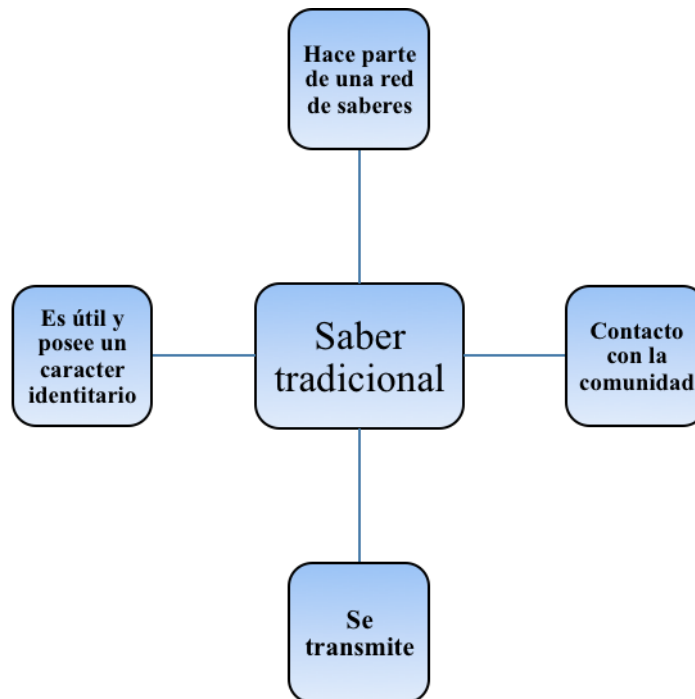 Hace parte
de una red
de saberes
Es útil y
posee un
caracter
identitario
Saber
tradicional
Contacto
con la
comunidad
Se
transmite